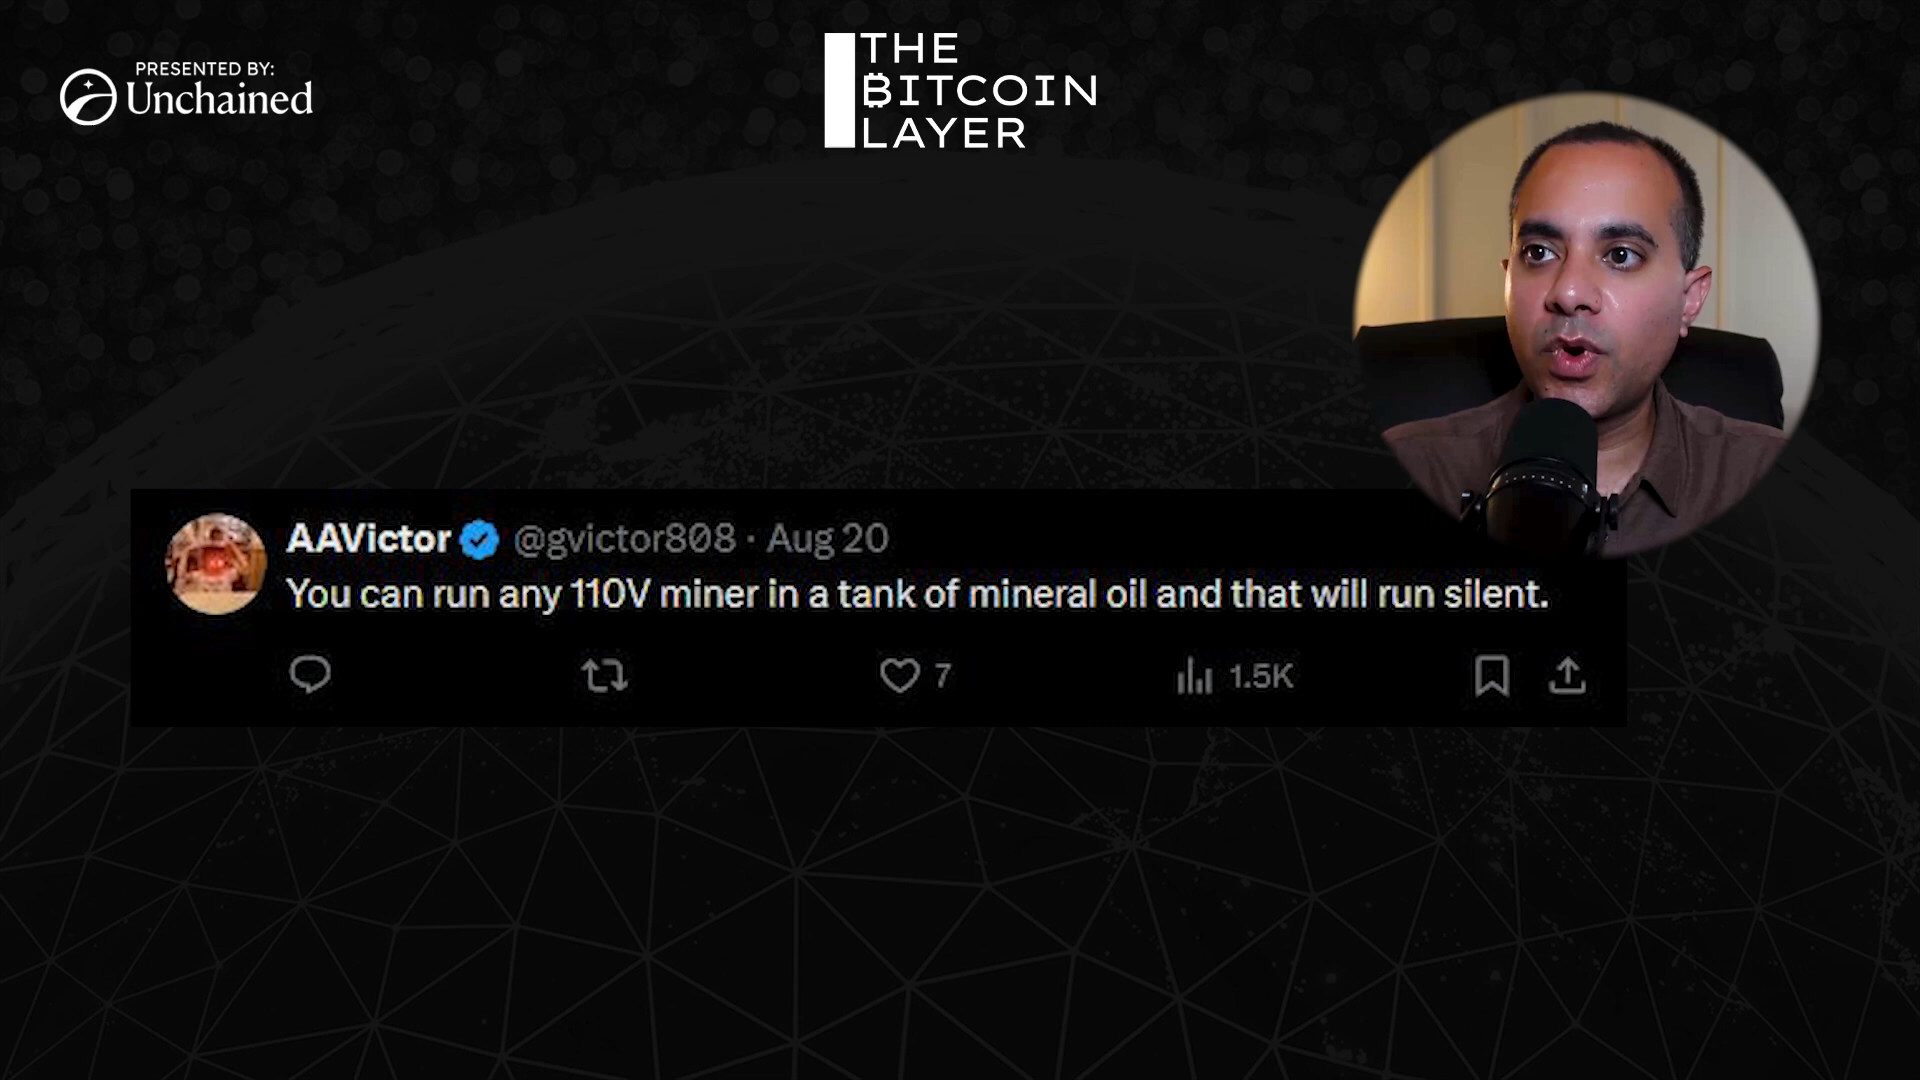 PRESENTED BY:
Unchained
THE
BITCOIN
LAYER
AAVictor @gvictor808 · Aug 20
You can run any 110V miner in a tank of mineral oil and that will run silent.
7
1.5K